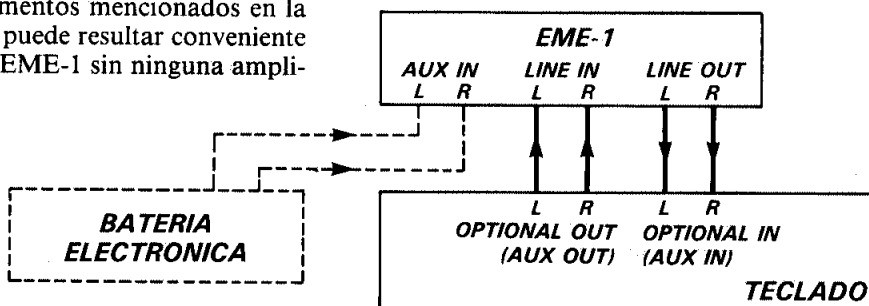 mentos mencionados en la
puede resultar conveniente
EME-1 sin ninguna ampli-
EME-1
AUX IN LINE IN LINE OUT
L R L R L R
BATERIA
ELECTRONICA
L R L R
OPTIONAL OUT OPTIONAL IN
(AUX OUT) (AUX IN)
TECLADO